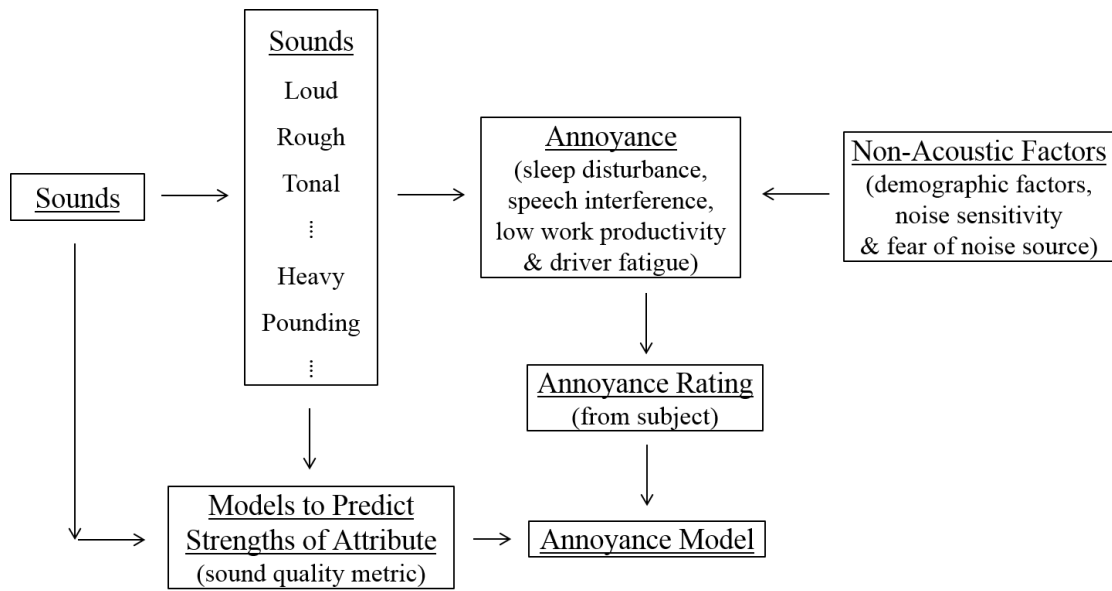 Sounds
Sounds
Loud
Rough
Tonal
Heavy
Pounding
Annoyance
(sleep disturbance,
speech interference,
low work productivity
& driver fatigue)
Non-Acoustic Factors
(demographic factors,
noise sensitivity
& fear of noise source)
Annoyance Rating
(from subject)
Models to Predict
Strengths of Attribute
(sound quality metric)
Annoyance Model